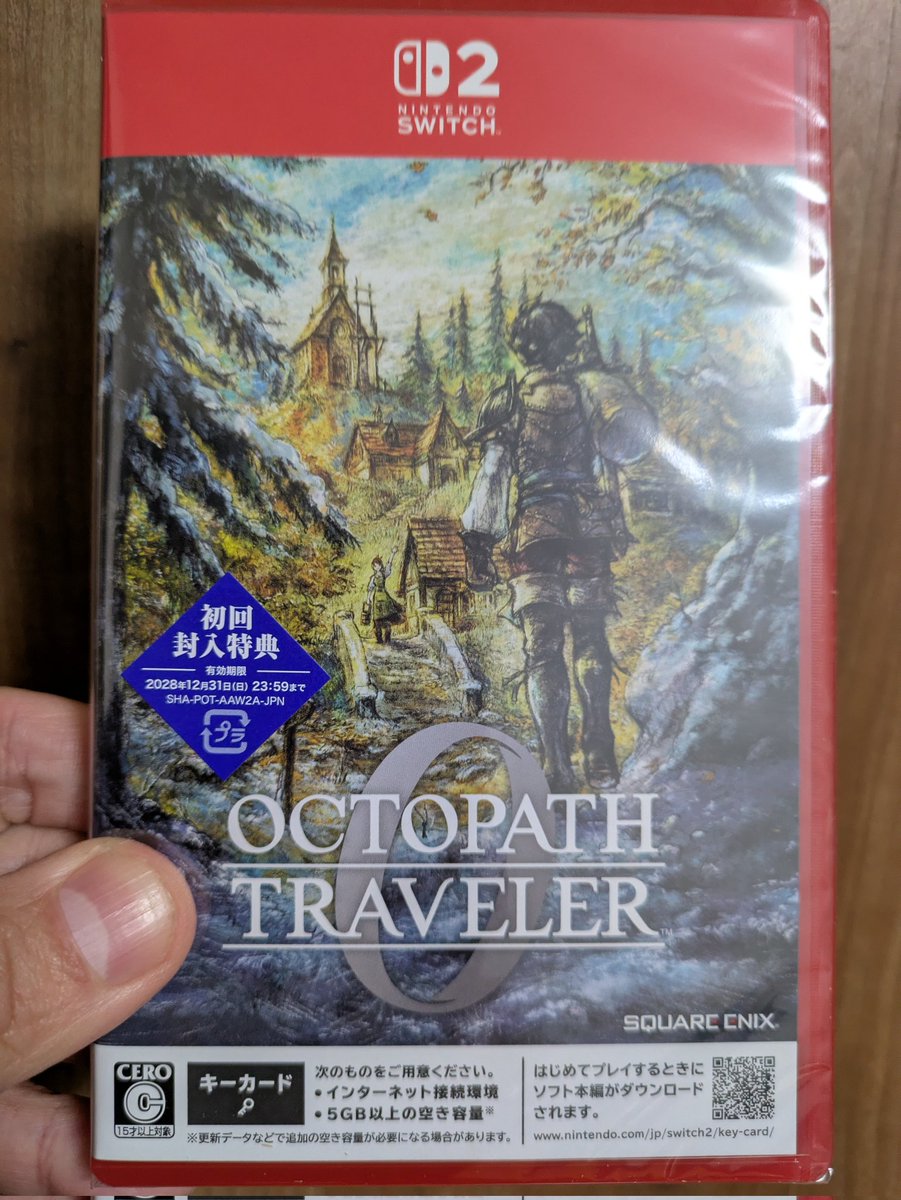 2
NINTENDO
SWITCH
初回
封入特典
有効期限
2028年12月31日(日) 23:59まで
SHA-POT-AAW2A-JPN
プラ
0
OCTOPATH
TRAVELER™
SQUARE ENIX
CERO
C
15才以上対象
キーカード
次のものをご用意ください。
•インターネット接続環境
•5GB以上の空き容量※
※更新データなどで追加の空き容量が必要になる場合があります。
はじめてプレイするときに
ソフト本編がダウンロード
されます。
www.nintendo.com/jp/switch2/key-card/